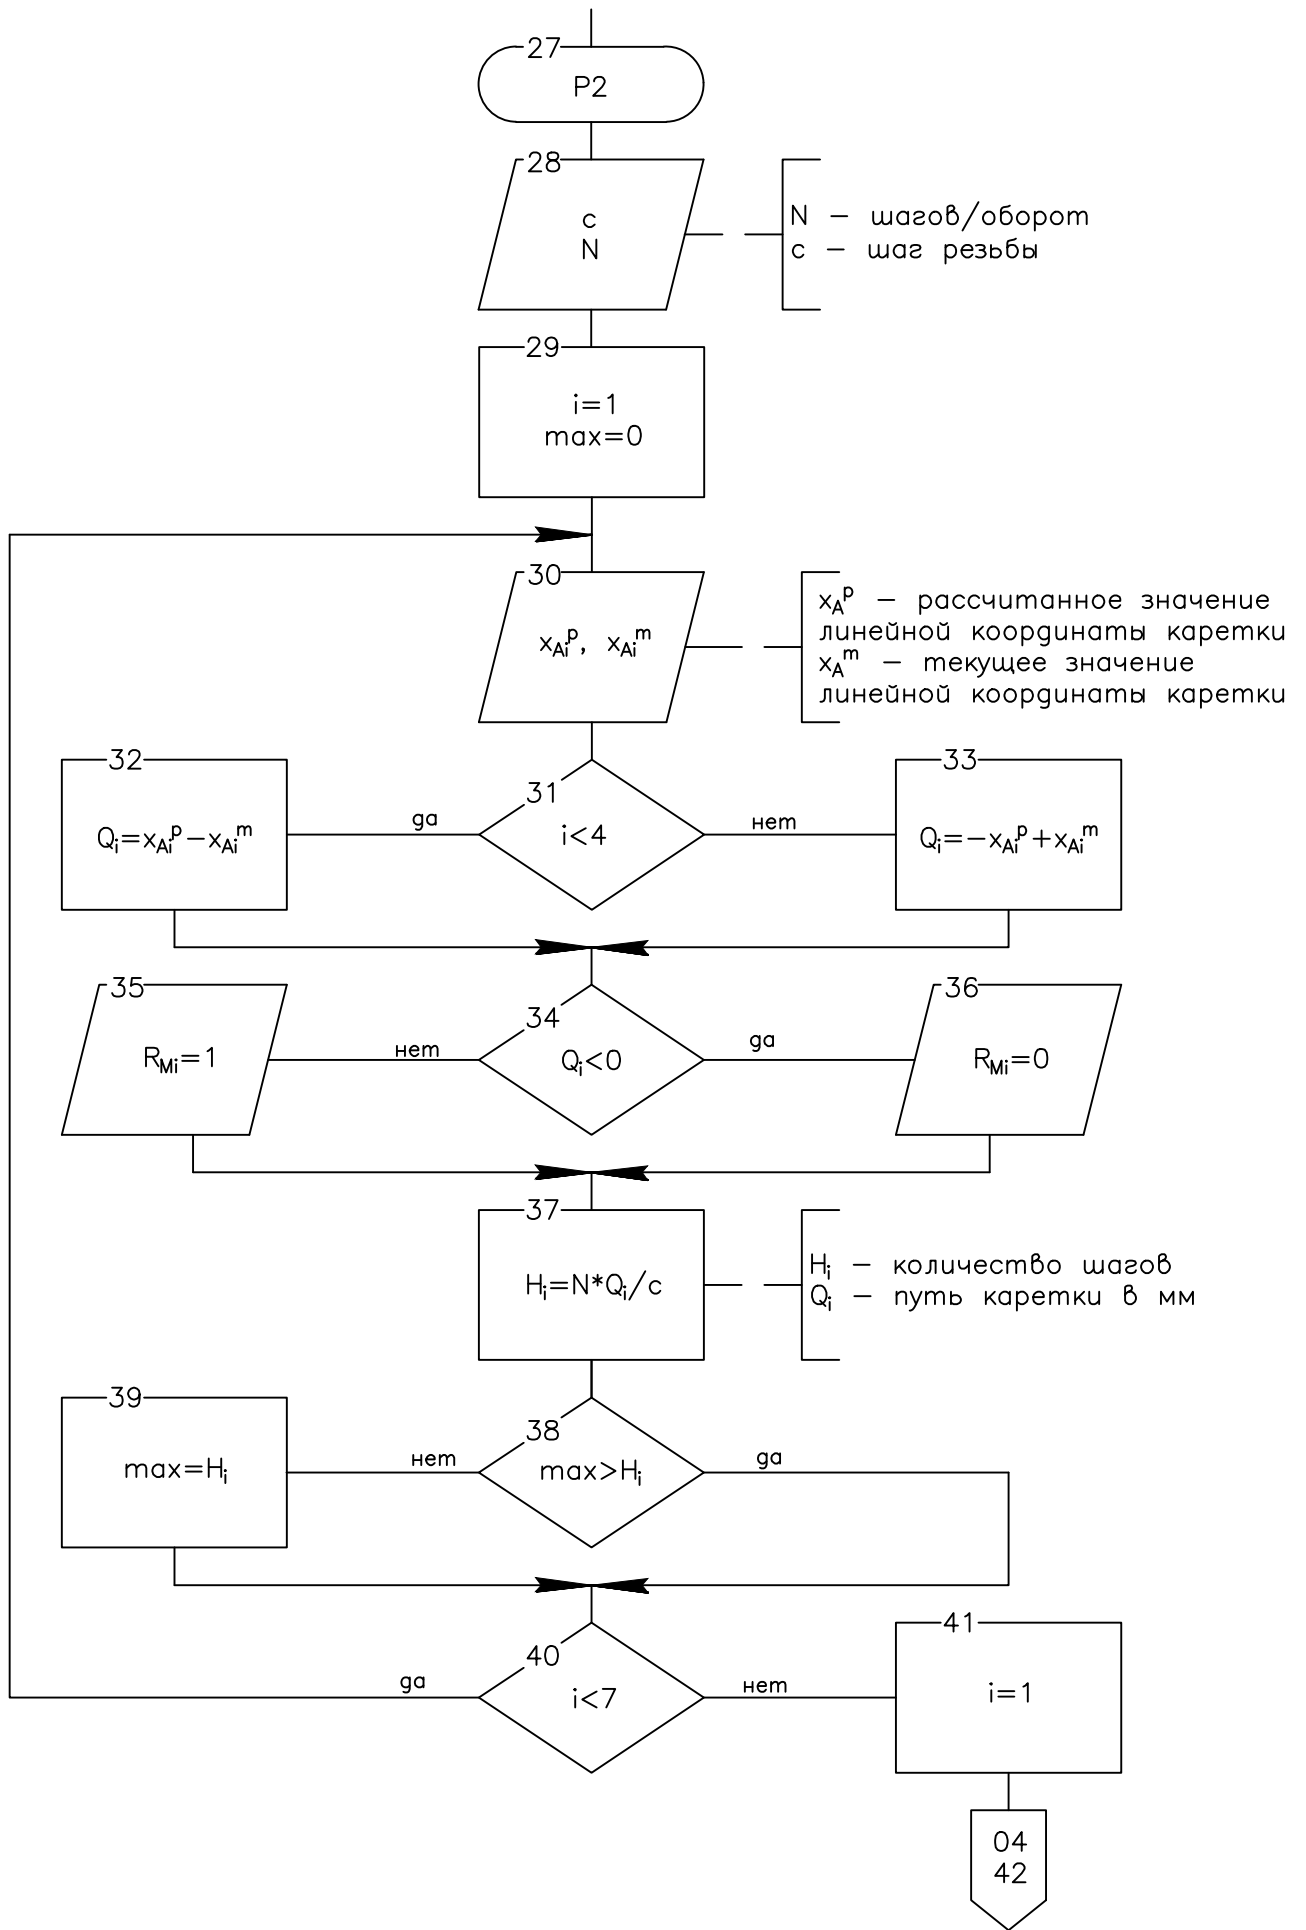 27
P2
28
c
N
N – шагов/оборот
c – шаг резьбы
29
i=1
max=0
30
xAiᵖ, xAiᵐ
xAᵖ – рассчитанное значение
линейной координаты каретки
xAᵐ – текущее значение
линейной координаты каретки
32
Qi=xAiᵖ–xAiᵐ
да
31
i<4
нет
33
Qi=–xAiᵖ+xAiᵐ
35
RMi=1
нет
34
Qi<0
да
36
RMi=0
37
Hi=N*Qi/c
Hi – количество шагов
Qi – путь каретки в мм
39
max=Hi
нет
38
max>Hi
да
да
40
i<7
нет
41
i=1
04
42